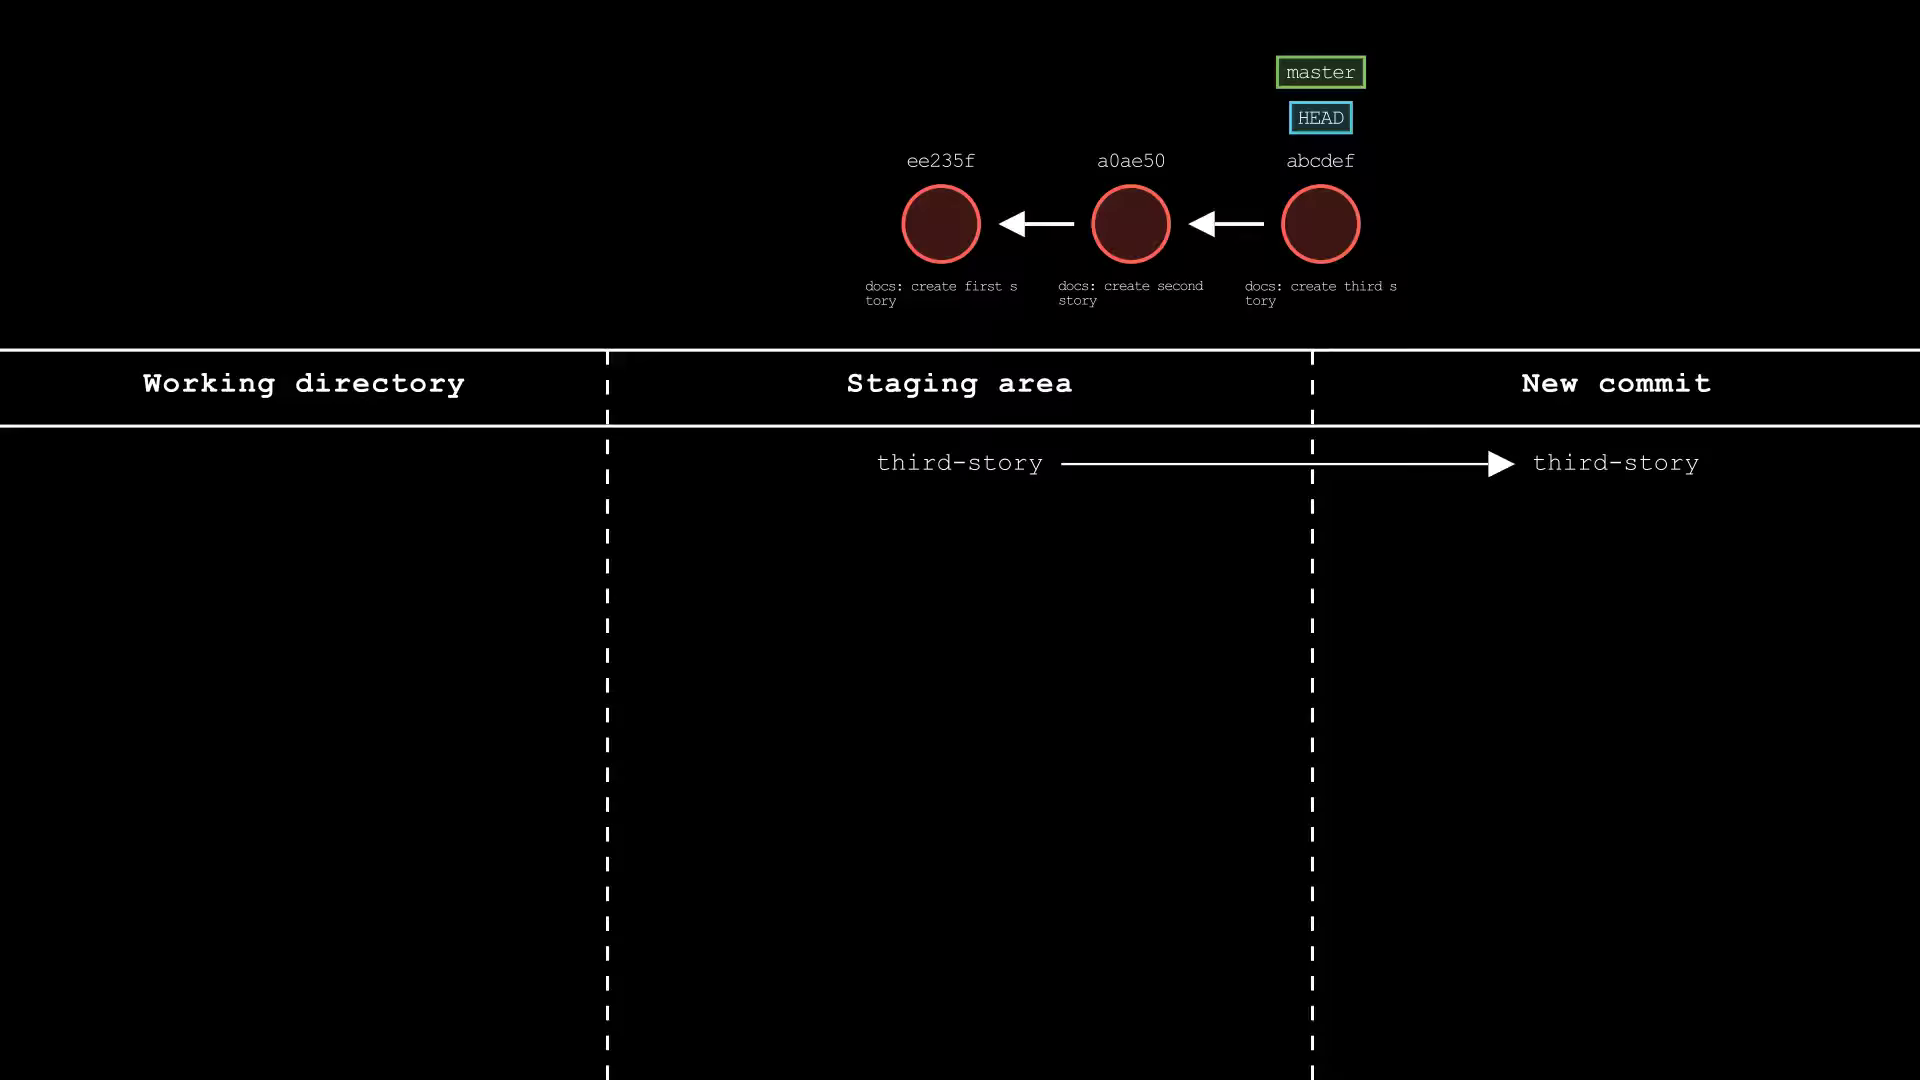 master
HEAD
ee235f
a0ae50
abcdef
docs: create first s
tory
docs: create second
story
docs: create third s
tory
Working directory
Staging area
New commit
third-story
third-story